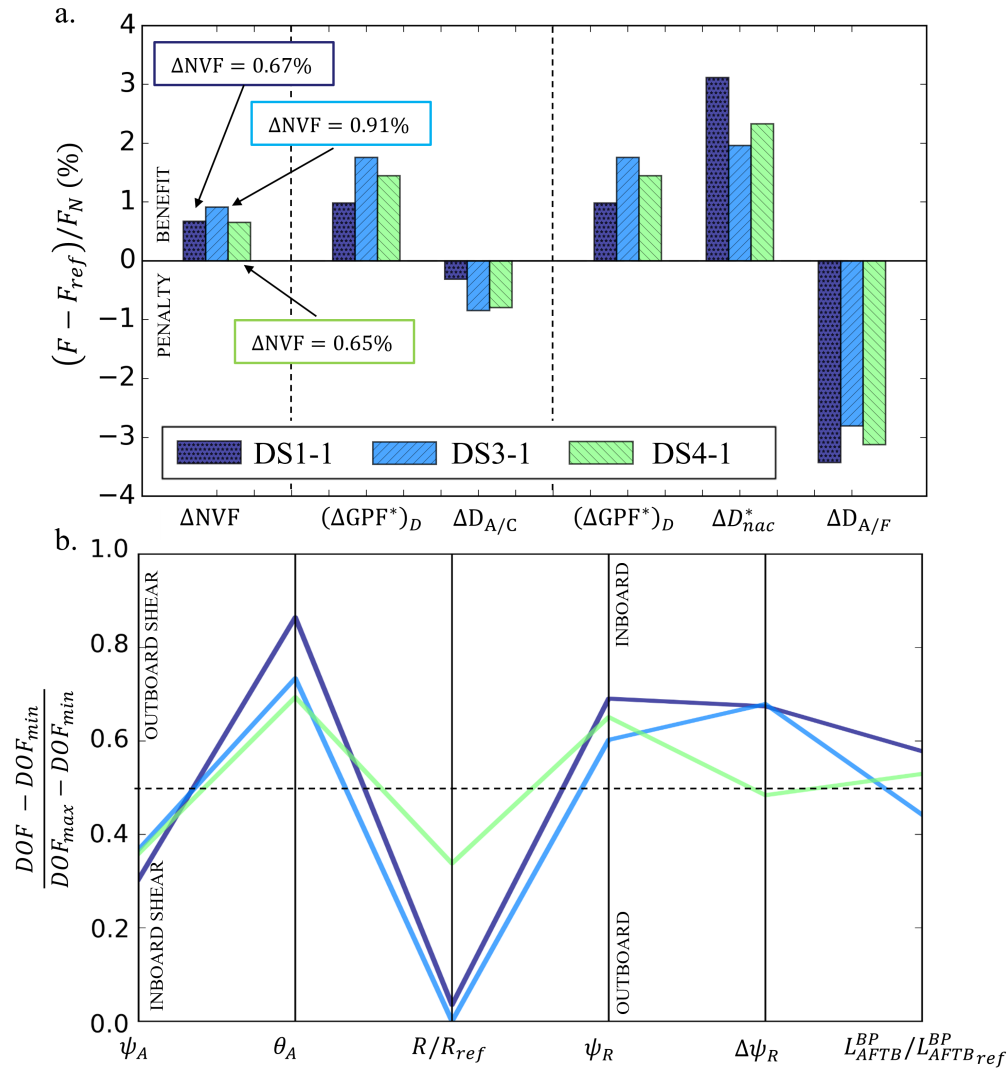 a.
4
3
2
1
0
−1
−2
−3
−4
(F − F_ref)/F_N (%)
BENEFIT
PENALTY
ΔNVF = 0.67%
ΔNVF = 0.91%
ΔNVF = 0.65%
DS1-1 DS3-1 DS4-1
ΔNVF (ΔGPF*)_D ΔD_A/C (ΔGPF*)_D ΔD*_nac ΔD_A/F
b.
1.0
0.8
0.6
0.4
0.2
0.0
DOF − DOF_min
DOF_max − DOF_min
OUTBOARD SHEAR
INBOARD SHEAR
INBOARD
OUTBOARD
ψ_A θ_A R/R_ref ψ_R Δψ_R L^BP_AFTB/L^BP_AFTB_ref